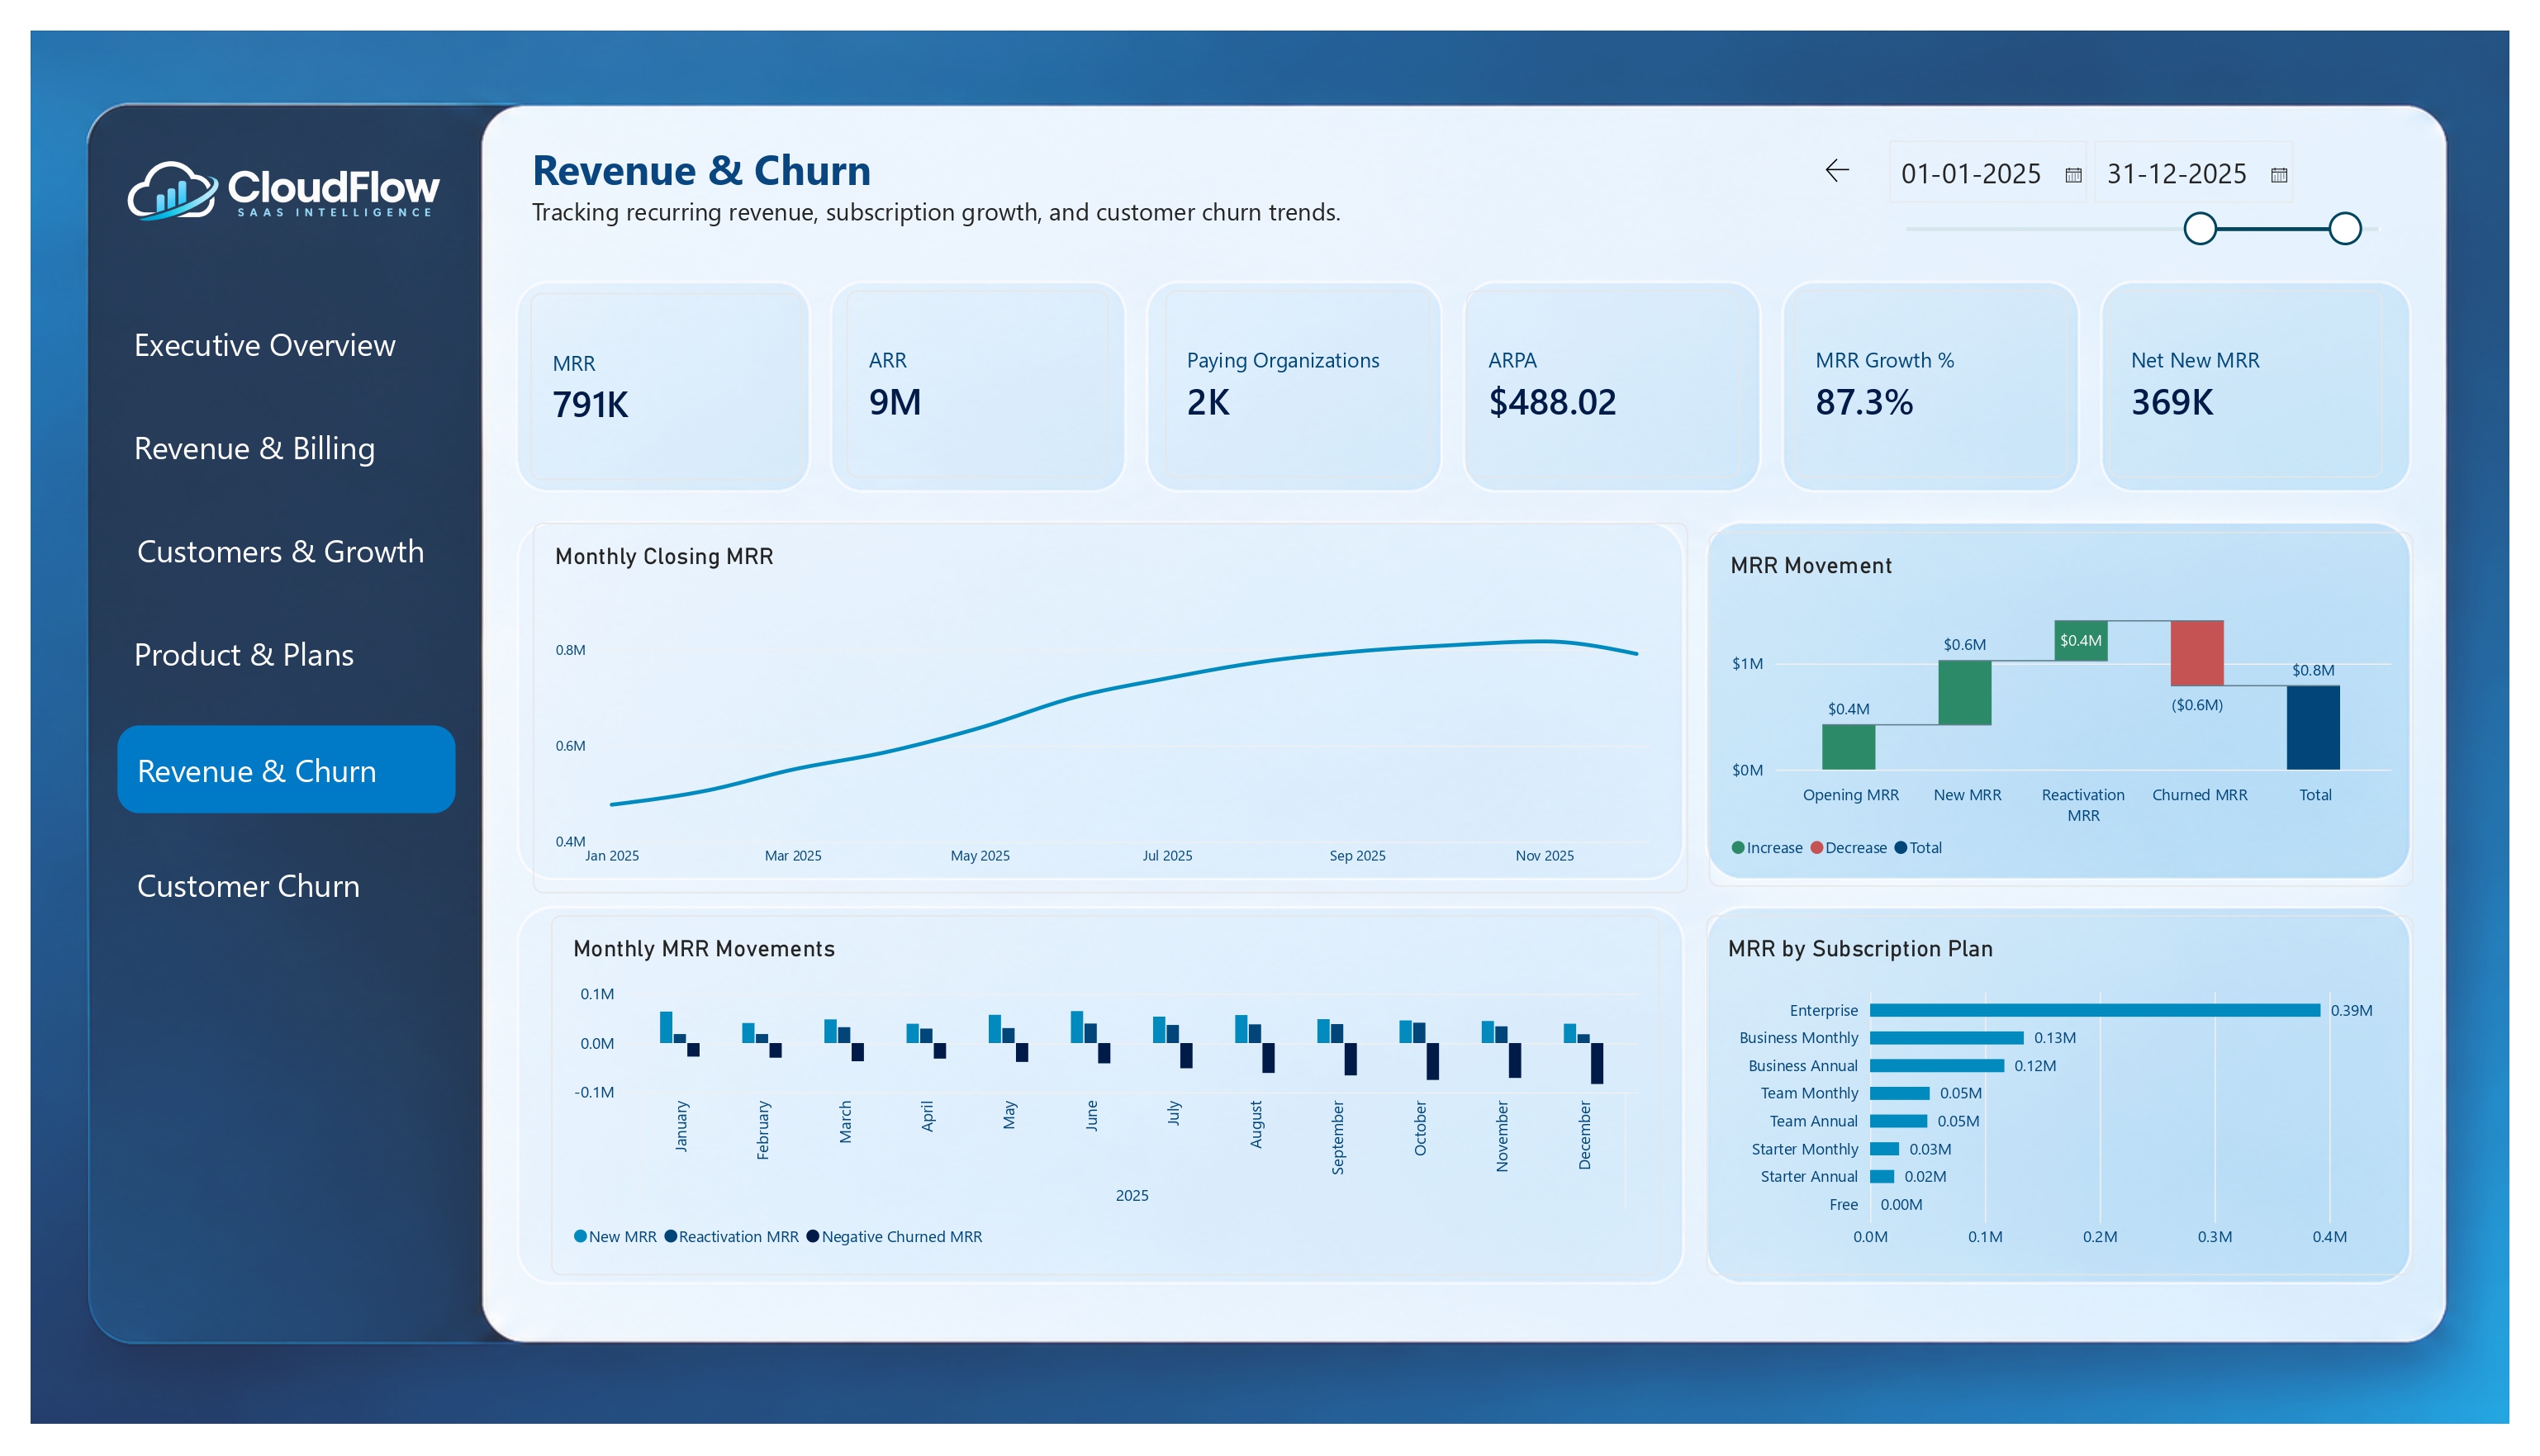 CloudFlow
SAAS INTELLIGENCE
Executive Overview
Revenue & Billing
Customers & Growth
Product & Plans
Revenue & Churn
Customer Churn
Revenue & Churn
Tracking recurring revenue, subscription growth, and customer churn trends.
01-01-2025 31-12-2025
MRR
791K
ARR
9M
Paying Organizations
2K
ARPA
$488.02
MRR Growth %
87.3%
Net New MRR
369K
Monthly Closing MRR
0.8M
0.6M
0.4M
Jan 2025 Mar 2025 May 2025 Jul 2025 Sep 2025 Nov 2025
MRR Movement
$1M
$0M
$0.4M
$0.6M
$0.4M
($0.6M)
$0.8M
Opening MRR New MRR Reactivation MRR Churned MRR Total
Increase Decrease Total
Monthly MRR Movements
0.1M
0.0M
-0.1M
January February March April May June July August September October November December
2025
New MRR Reactivation MRR Negative Churned MRR
MRR by Subscription Plan
Enterprise 0.39M
Business Monthly 0.13M
Business Annual 0.12M
Team Monthly 0.05M
Team Annual 0.05M
Starter Monthly 0.03M
Starter Annual 0.02M
Free 0.00M
0.0M 0.1M 0.2M 0.3M 0.4M